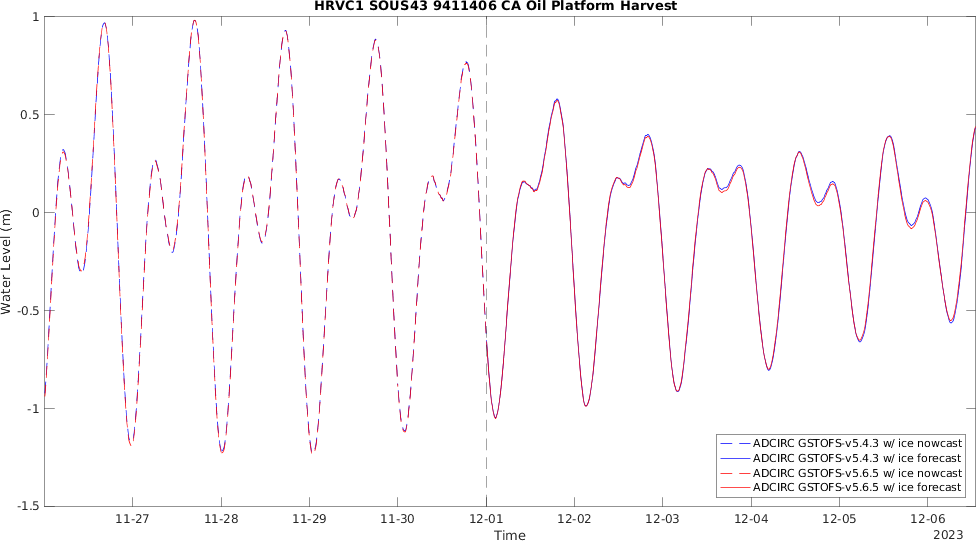 HRVC1 SOUS43 9411406 CA Oil Platform Harvest
1
0.5
0
-0.5
-1
-1.5
Water Level (m)
ADCIRC GSTOFS-v5.4.3 w/ ice nowcast
ADCIRC GSTOFS-v5.4.3 w/ ice forecast
ADCIRC GSTOFS-v5.6.5 w/ ice nowcast
ADCIRC GSTOFS-v5.6.5 w/ ice forecast
11-27 11-28 11-29 11-30 12-01 12-02 12-03 12-04 12-05 12-06
Time
2023